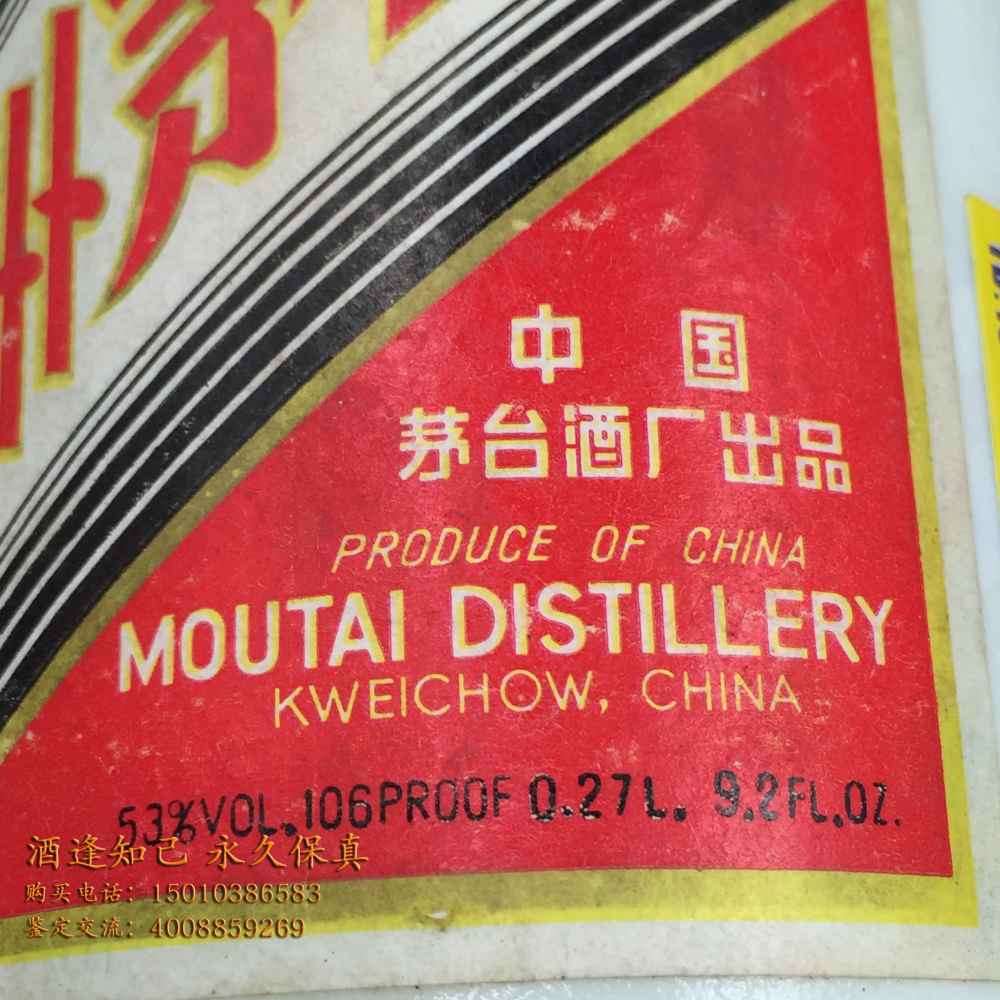 州茅
中国
茅台酒厂出品
PRODUCE OF CHINA
MOUTAI DISTILLERY
KWEICHOW, CHINA
53%VOL. 106PROOF 0.27L. 9.2FL.OZ.
酒逢知己 永久保真
购买电话：15010386583
鉴定交流：4008859269